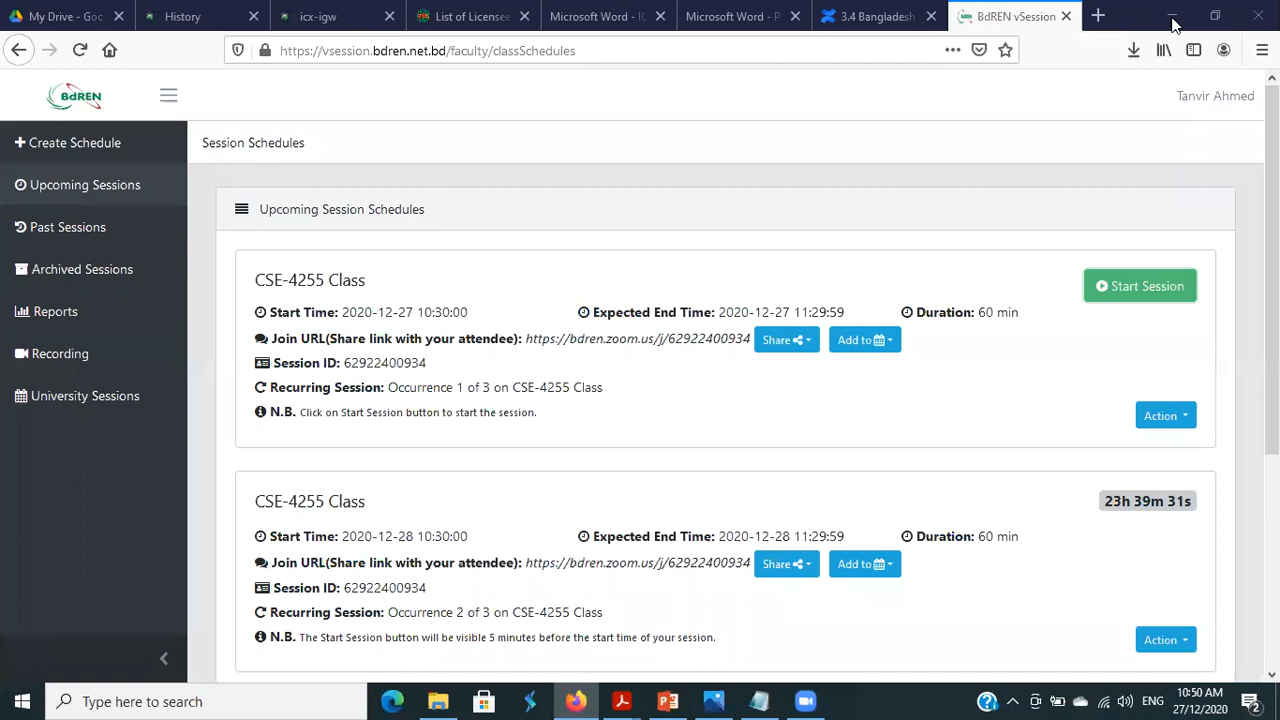 My Drive - Goo
History
icx-igw
List of Licensee
Microsoft Word - IC
Microsoft Word - P
3.4 Bangladesh
BdREN vSession
https://vsession.bdren.net.bd/faculty/classSchedules
BdREN
Tanvir Ahmed
Create Schedule
Upcoming Sessions
Past Sessions
Archived Sessions
Reports
Recording
University Sessions
Session Schedules
Upcoming Session Schedules
CSE-4255 Class
Start Session
Start Time: 2020-12-27 10:30:00 Expected End Time: 2020-12-27 11:29:59 Duration: 60 min
Join URL(Share link with your attendee): https://bdren.zoom.us/j/62922400934 Share Add to
Session ID: 62922400934
Recurring Session: Occurrence 1 of 3 on CSE-4255 Class
N.B. Click on Start Session button to start the session.
Action
CSE-4255 Class
23h 39m 31s
Start Time: 2020-12-28 10:30:00 Expected End Time: 2020-12-28 11:29:59 Duration: 60 min
Join URL(Share link with your attendee): https://bdren.zoom.us/j/62922400934 Share Add to
Session ID: 62922400934
Recurring Session: Occurrence 2 of 3 on CSE-4255 Class
N.B. The Start Session button will be visible 5 minutes before the start time of your session.
Action
Type here to search
ENG
10:50 AM
27/12/2020
2